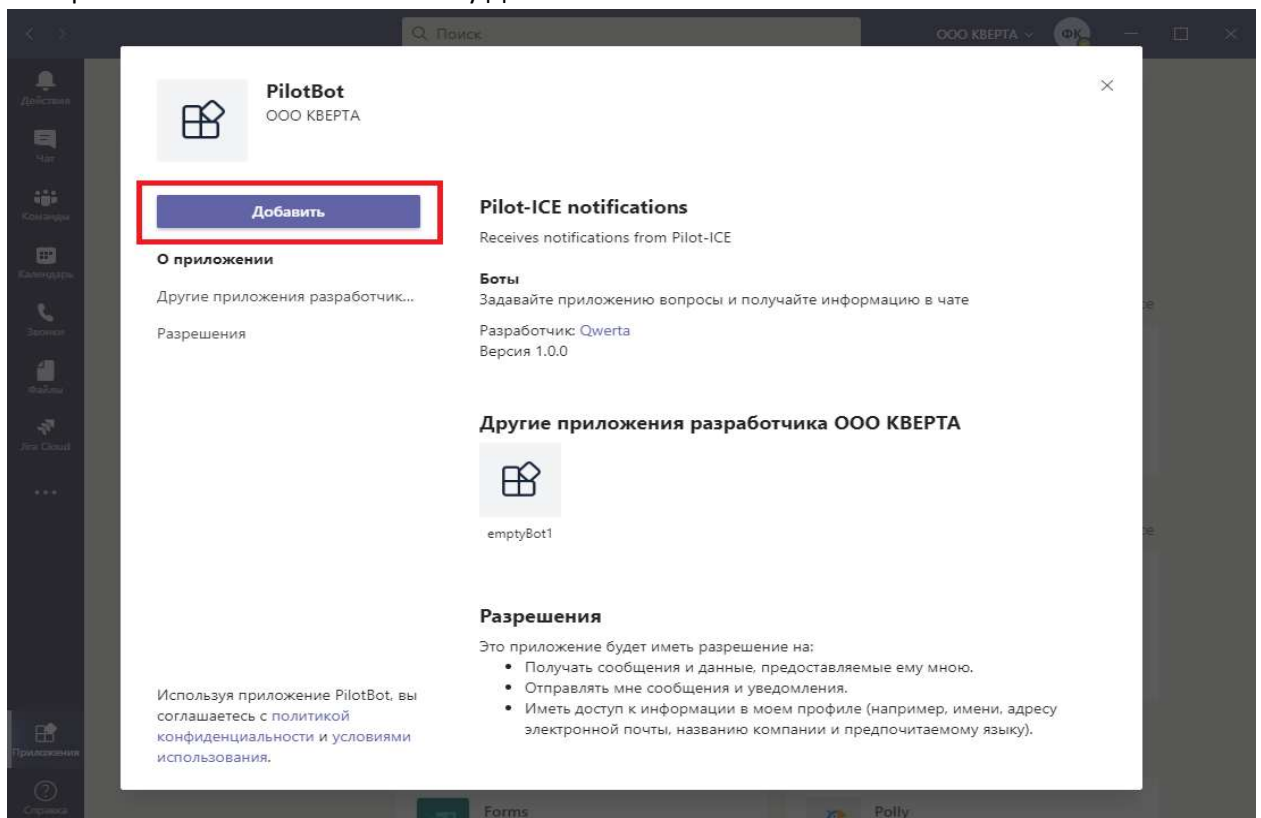 Поиск
ООО КВЕРТА
ФК
Действия
Чат
Команды
Календарь
Звонки
Файлы
Jira Cloud
Приложения
Справка
PilotBot
ООО КВЕРТА
Добавить
О приложении
Другие приложения разработчик...
Разрешения
Используя приложение PilotBot, вы
соглашаетесь с политикой
конфиденциальности и условиями
использования.
Pilot-ICE notifications
Receives notifications from Pilot-ICE
Боты
Задавайте приложению вопросы и получайте информацию в чате
Разработчик: Qwerta
Версия 1.0.0
Другие приложения разработчика ООО КВЕРТА
emptyBot1
Разрешения
Это приложение будет иметь разрешение на:
• Получать сообщения и данные, предоставляемые ему мною.
• Отправлять мне сообщения и уведомления.
• Иметь доступ к информации в моем профиле (например, имени, адресу
электронной почты, названию компании и предпочитаемому языку).
Forms
Polly